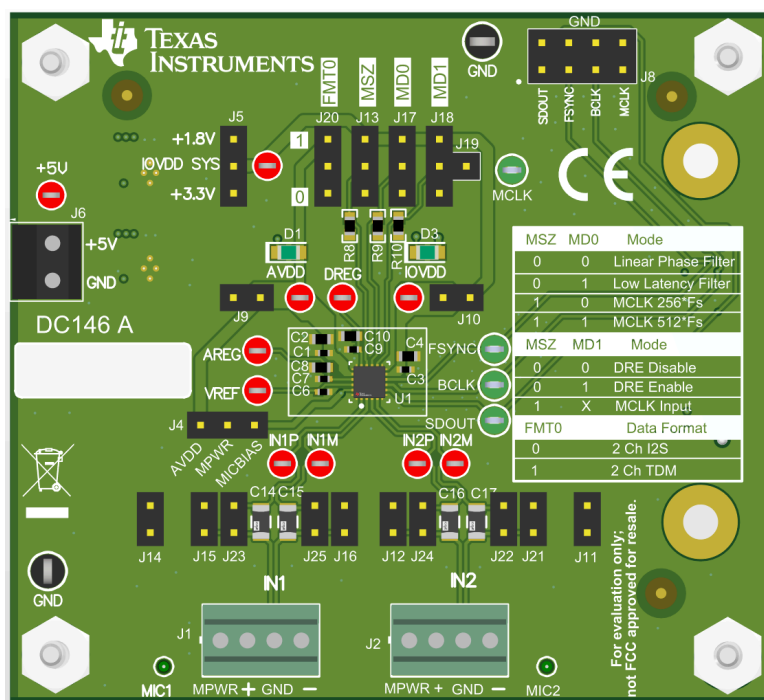 TEXAS
INSTRUMENTS
GND
GND
J8
SDOUT
FSYNC
BCLK
MCLK
FMT0
MSZ
MD0
MD1
J5
J20
J13
J17
J18
+1.8V
IOVDD SYS
+3.3V
1
0
J19
MCLK
+5V
J6
+5V
GND
R8
R9
R10
D1
AVDD
DREG
D3
IOVDD
J9
J10
DC146 A
MSZ MD0 Mode
0 0 Linear Phase Filter
0 1 Low Latency Filter
1 0 MCLK 256*Fs
1 1 MCLK 512*Fs
MSZ MD1 Mode
0 0 DRE Disable
0 1 DRE Enable
1 X MCLK Input
FMT0 Data Format
0 2 Ch I2S
1 2 Ch TDM
AREG
VREF
C2
C1
C8
C7
C6
C10
C9
C4
C3
U1
FSYNC
BCLK
SDOUT
J4
AVDD
MPWR
MICBIAS
IN1P
IN1M
IN2P
IN2M
C14
C15
C16
C17
J14
J15
J23
J25
J16
J12
J24
J22
J21
J11
GND
IN1
IN2
For evaluation only;
not FCC approved for resale.
J1
J2
MIC1
MPWR + GND -
MPWR + GND -
MIC2